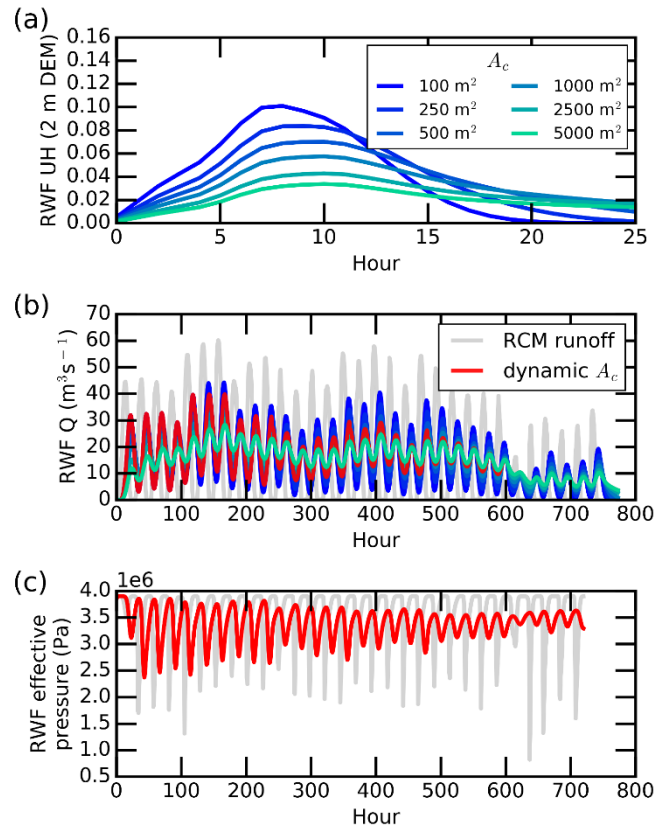 (a)
0.16
0.14
0.12
0.10
0.08
0.06
0.04
0.02
0.00
RWF UH (2 m DEM)
A_c
100 m² 1000 m²
250 m² 2500 m²
500 m² 5000 m²
0 5 10 15 20 25
Hour
(b)
70
60
50
40
30
20
10
0
RWF Q (m³s⁻¹)
RCM runoff
dynamic A_c
0 100 200 300 400 500 600 700 800
Hour
(c)
1e6
4.0
3.5
3.0
2.5
2.0
1.5
1.0
0.5
RWF effective
pressure (Pa)
0 100 200 300 400 500 600 700 800
Hour